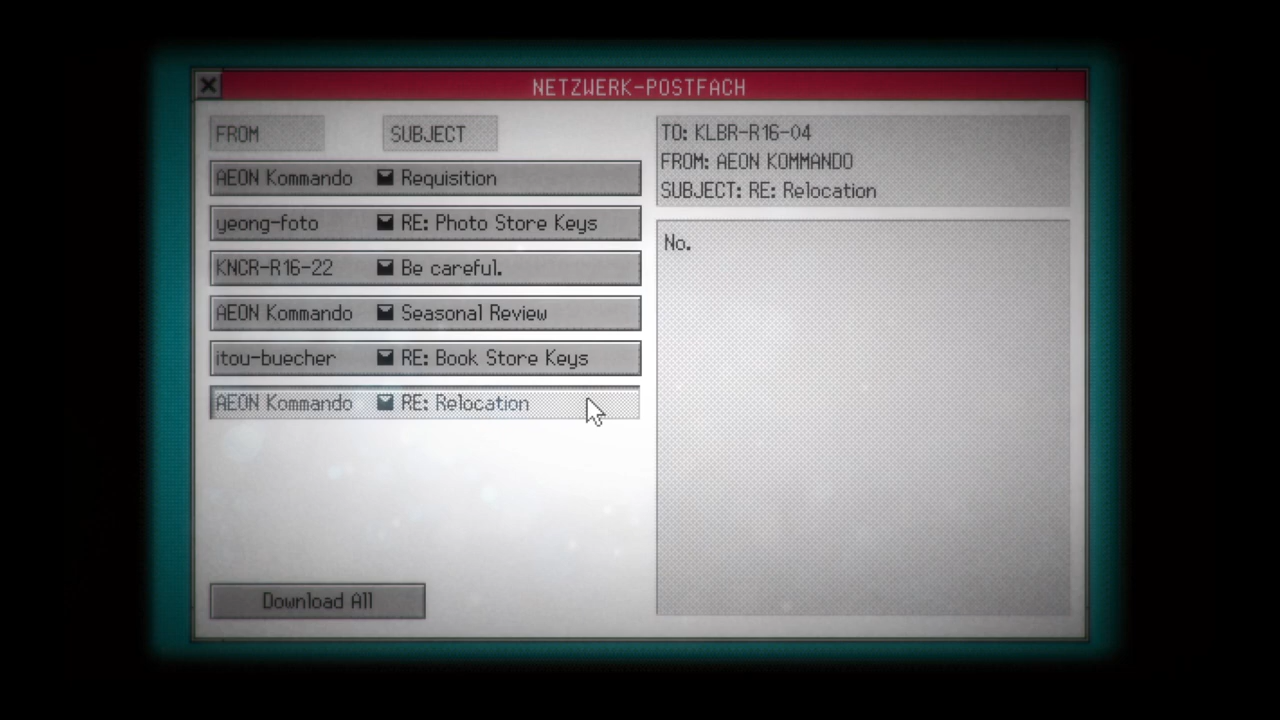 NETZWERK-POSTFACH
FROM SUBJECT
AEON Kommando Requisition
yeong-foto RE: Photo Store Keys
KNCR-R16-22 Be careful.
AEON Kommando Seasonal Review
itou-buecher RE: Book Store Keys
AEON Kommando RE: Relocation
Download All
TO: KLBR-R16-04
FROM: AEON KOMMANDO
SUBJECT: RE: Relocation
No.